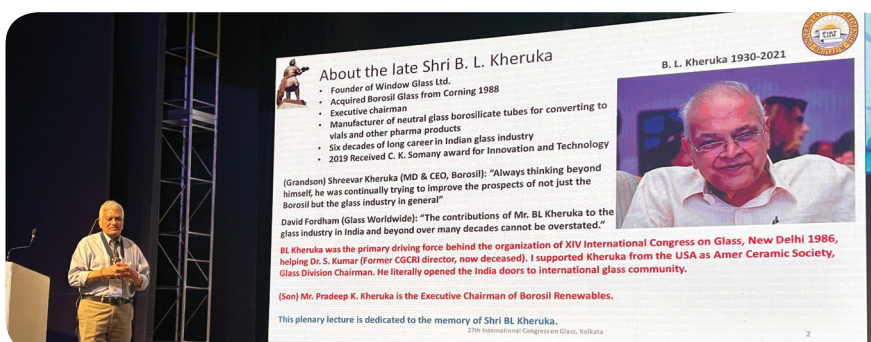 About the late Shri B. L. Kheruka
B. L. Kheruka 1930-2021
• Founder of Window Glass Ltd.
• Acquired Borosil Glass from Corning 1988
• Executive chairman
• Manufacturer of neutral glass borosilicate tubes for converting to
vials and other pharma products
• Six decades of long career in Indian glass industry
• 2019 Received C. K. Somany award for Innovation and Technology
(Grandson) Shreevar Kheruka (MD & CEO, Borosil): "Always thinking beyond
himself, he was continually trying to improve the prospects of not just the
Borosil but the glass industry in general"
David Fordham (Glass Worldwide): "The contributions of Mr. BL Kheruka to the
glass industry in India and beyond over many decades cannot be overstated."
BL Kheruka was the primary driving force behind the organization of XIV International Congress on Glass, New Delhi 1986,
helping Dr. S. Kumar (Former CGCRI director, now deceased). I supported Kheruka from the USA as Amer Ceramic Society,
Glass Division Chairman. He literally opened the India doors to international glass community.
(Son) Mr. Pradeep K. Kheruka is the Executive Chairman of Borosil Renewables.
This plenary lecture is dedicated to the memory of Shri BL Kheruka.
27th International Congress on Glass, Kolkata
2